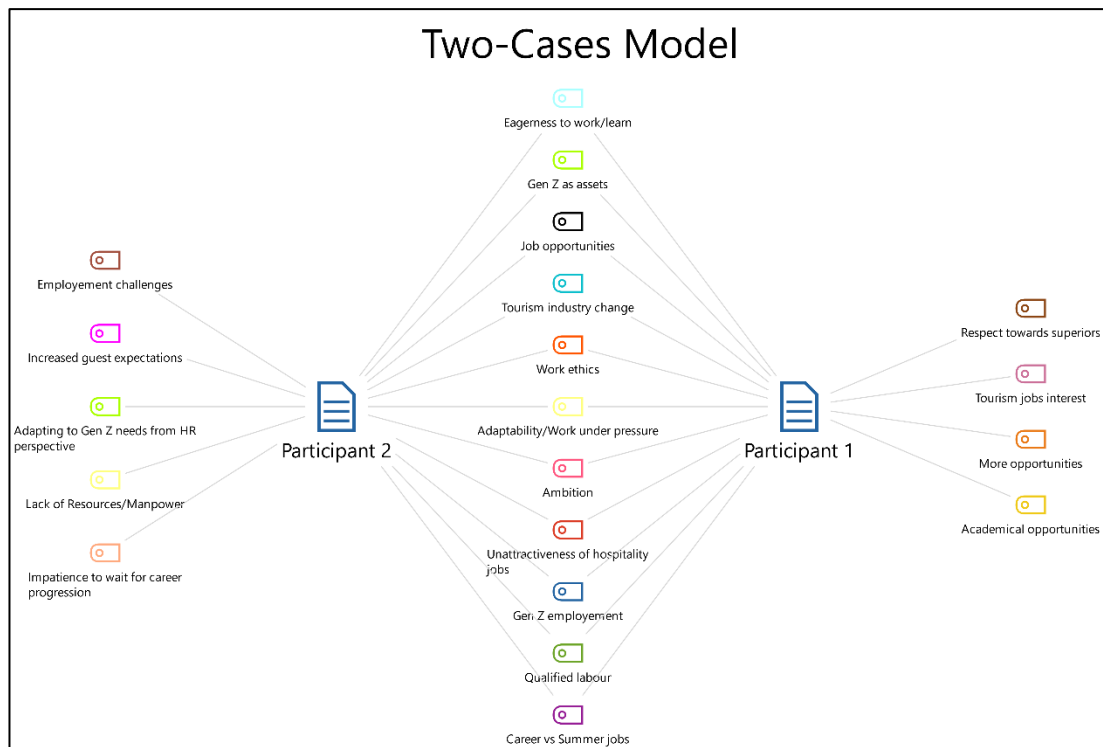 Two-Cases Model
Eagerness to work/learn
Gen Z as assets
Job opportunities
Tourism industry change
Work ethics
Adaptability/Work under pressure
Ambition
Unattractiveness of hospitality
jobs
Gen Z employement
Qualified labour
Career vs Summer jobs
Employement challenges
Increased guest expectations
Adapting to Gen Z needs from HR
perspective
Lack of Resources/Manpower
Impatience to wait for career
progression
Participant 2
Participant 1
Respect towards superiors
Tourism jobs interest
More opportunities
Academical opportunities